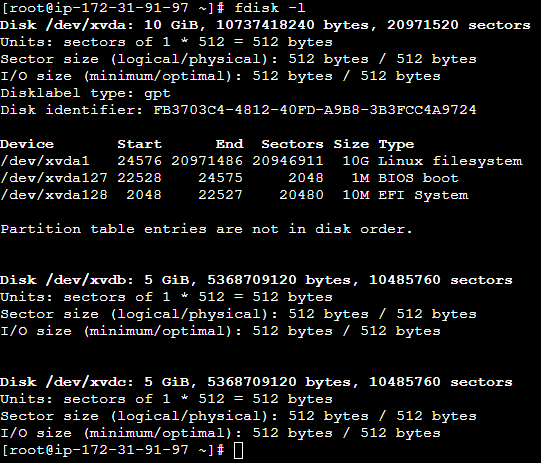 [root@ip-172-31-91-97 ~]# fdisk -l
Disk /dev/xvda: 10 GiB, 10737418240 bytes, 20971520 sectors
Units: sectors of 1 * 512 = 512 bytes
Sector size (logical/physical): 512 bytes / 512 bytes
I/O size (minimum/optimal): 512 bytes / 512 bytes
Disklabel type: gpt
Disk identifier: FB3703C4-4812-40FD-A9B8-3B3FCC4A9724

Device       Start      End  Sectors Size Type
/dev/xvda1   24576 20971486 20946911  10G Linux filesystem
/dev/xvda127 22528    24575     2048   1M BIOS boot
/dev/xvda128  2048    22527    20480  10M EFI System

Partition table entries are not in disk order.

Disk /dev/xvdb: 5 GiB, 5368709120 bytes, 10485760 sectors
Units: sectors of 1 * 512 = 512 bytes
Sector size (logical/physical): 512 bytes / 512 bytes
I/O size (minimum/optimal): 512 bytes / 512 bytes

Disk /dev/xvdc: 5 GiB, 5368709120 bytes, 10485760 sectors
Units: sectors of 1 * 512 = 512 bytes
Sector size (logical/physical): 512 bytes / 512 bytes
I/O size (minimum/optimal): 512 bytes / 512 bytes
[root@ip-172-31-91-97 ~]#